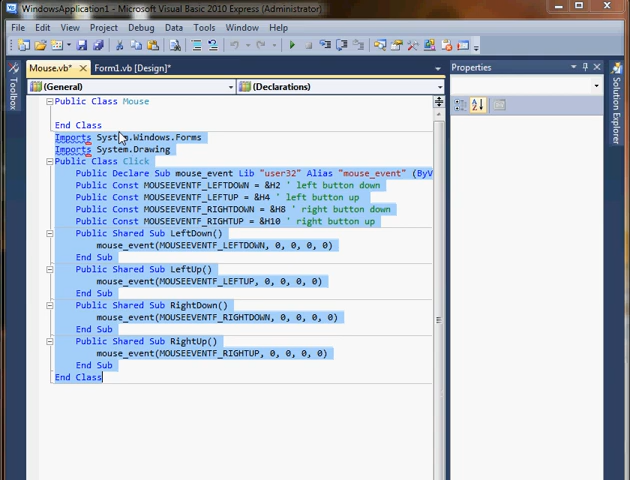 WindowsApplication1 - Microsoft Visual Basic 2010 Express (Administrator)
File Edit View Project Debug Data Tools Window Help
Mouse.vb* Form1.vb [Design]*
Properties
Toolbox
Solution Explorer
(General) (Declarations)
Public Class Mouse
End Class
Imports System.Windows.Forms
Imports System.Drawing
Public Class Click
Public Declare Sub mouse_event Lib "user32" Alias "mouse_event" (ByV
Public Const MOUSEEVENTF_LEFTDOWN = &H2 ' left button down
Public Const MOUSEEVENTF_LEFTUP = &H4 ' left button up
Public Const MOUSEEVENTF_RIGHTDOWN = &H8 ' right button down
Public Const MOUSEEVENTF_RIGHTUP = &H10 ' right button up
Public Shared Sub LeftDown()
mouse_event(MOUSEEVENTF_LEFTDOWN, 0, 0, 0, 0)
End Sub
Public Shared Sub LeftUp()
mouse_event(MOUSEEVENTF_LEFTUP, 0, 0, 0, 0)
End Sub
Public Shared Sub RightDown()
mouse_event(MOUSEEVENTF_RIGHTDOWN, 0, 0, 0, 0)
End Sub
Public Shared Sub RightUp()
mouse_event(MOUSEEVENTF_RIGHTUP, 0, 0, 0, 0)
End Sub
End Class